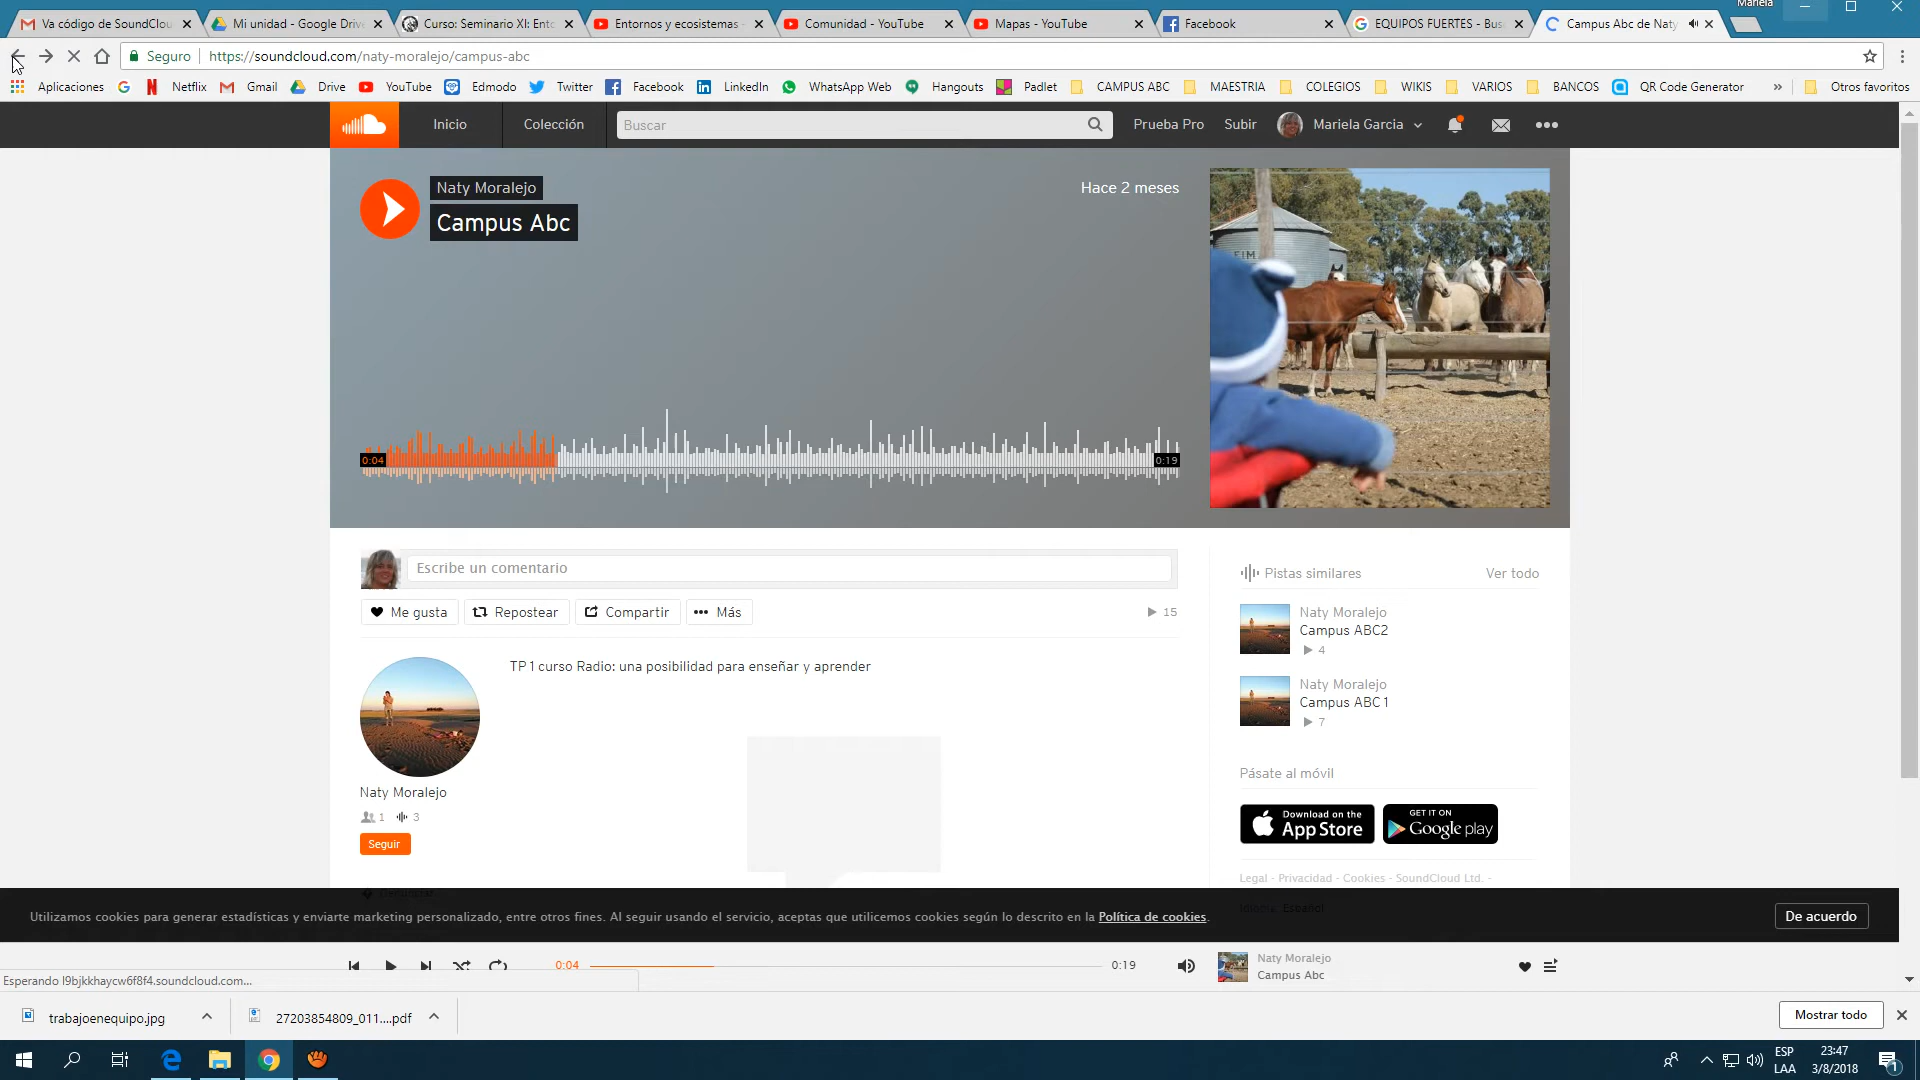 Mariela
Va código de SoundClou
Mi unidad - Google Drive
Curso: Seminario XI: Ento
Entornos y ecosistemas -
Comunidad - YouTube
Mapas - YouTube
Facebook
EQUIPOS FUERTES - Bus
Campus Abc de Naty
Seguro
https://soundcloud.com/naty-moralejo/campus-abc
Aplicaciones
Netflix
Gmail
Drive
YouTube
Edmodo
Twitter
Facebook
LinkedIn
WhatsApp Web
Hangouts
Padlet
CAMPUS ABC
MAESTRIA
COLEGIOS
WIKIS
VARIOS
BANCOS
QR Code Generator
»
Otros favoritos
Inicio
Colección
Buscar
Prueba Pro
Subir
Mariela Garcia
Naty Moralejo
Campus Abc
Hace 2 meses
0:04
0:19
Escribe un comentario
Me gusta
Repostear
Compartir
Más
15
TP 1 curso Radio: una posibilidad para enseñar y aprender
Naty Moralejo
1
3
Seguir
Pistas similares
Ver todo
Naty Moralejo
Campus ABC2
4
Naty Moralejo
Campus ABC 1
7
Pásate al móvil
Download on the
App Store
GET IT ON
Google play
Legal - Privacidad - Cookies - SoundCloud Ltd. -
Idioma: Español
Utilizamos cookies para generar estadísticas y enviarte marketing personalizado, entre otros fines. Al seguir usando el servicio, aceptas que utilicemos cookies según lo descrito en la Política de cookies.
De acuerdo
0:04
0:19
Naty Moralejo
Campus Abc
Esperando l9bjkkhaycw6f8f4.soundcloud.com...
trabajoenequipo.jpg
27203854809_011....pdf
Mostrar todo
ESP
LAA
23:47
3/8/2018
1